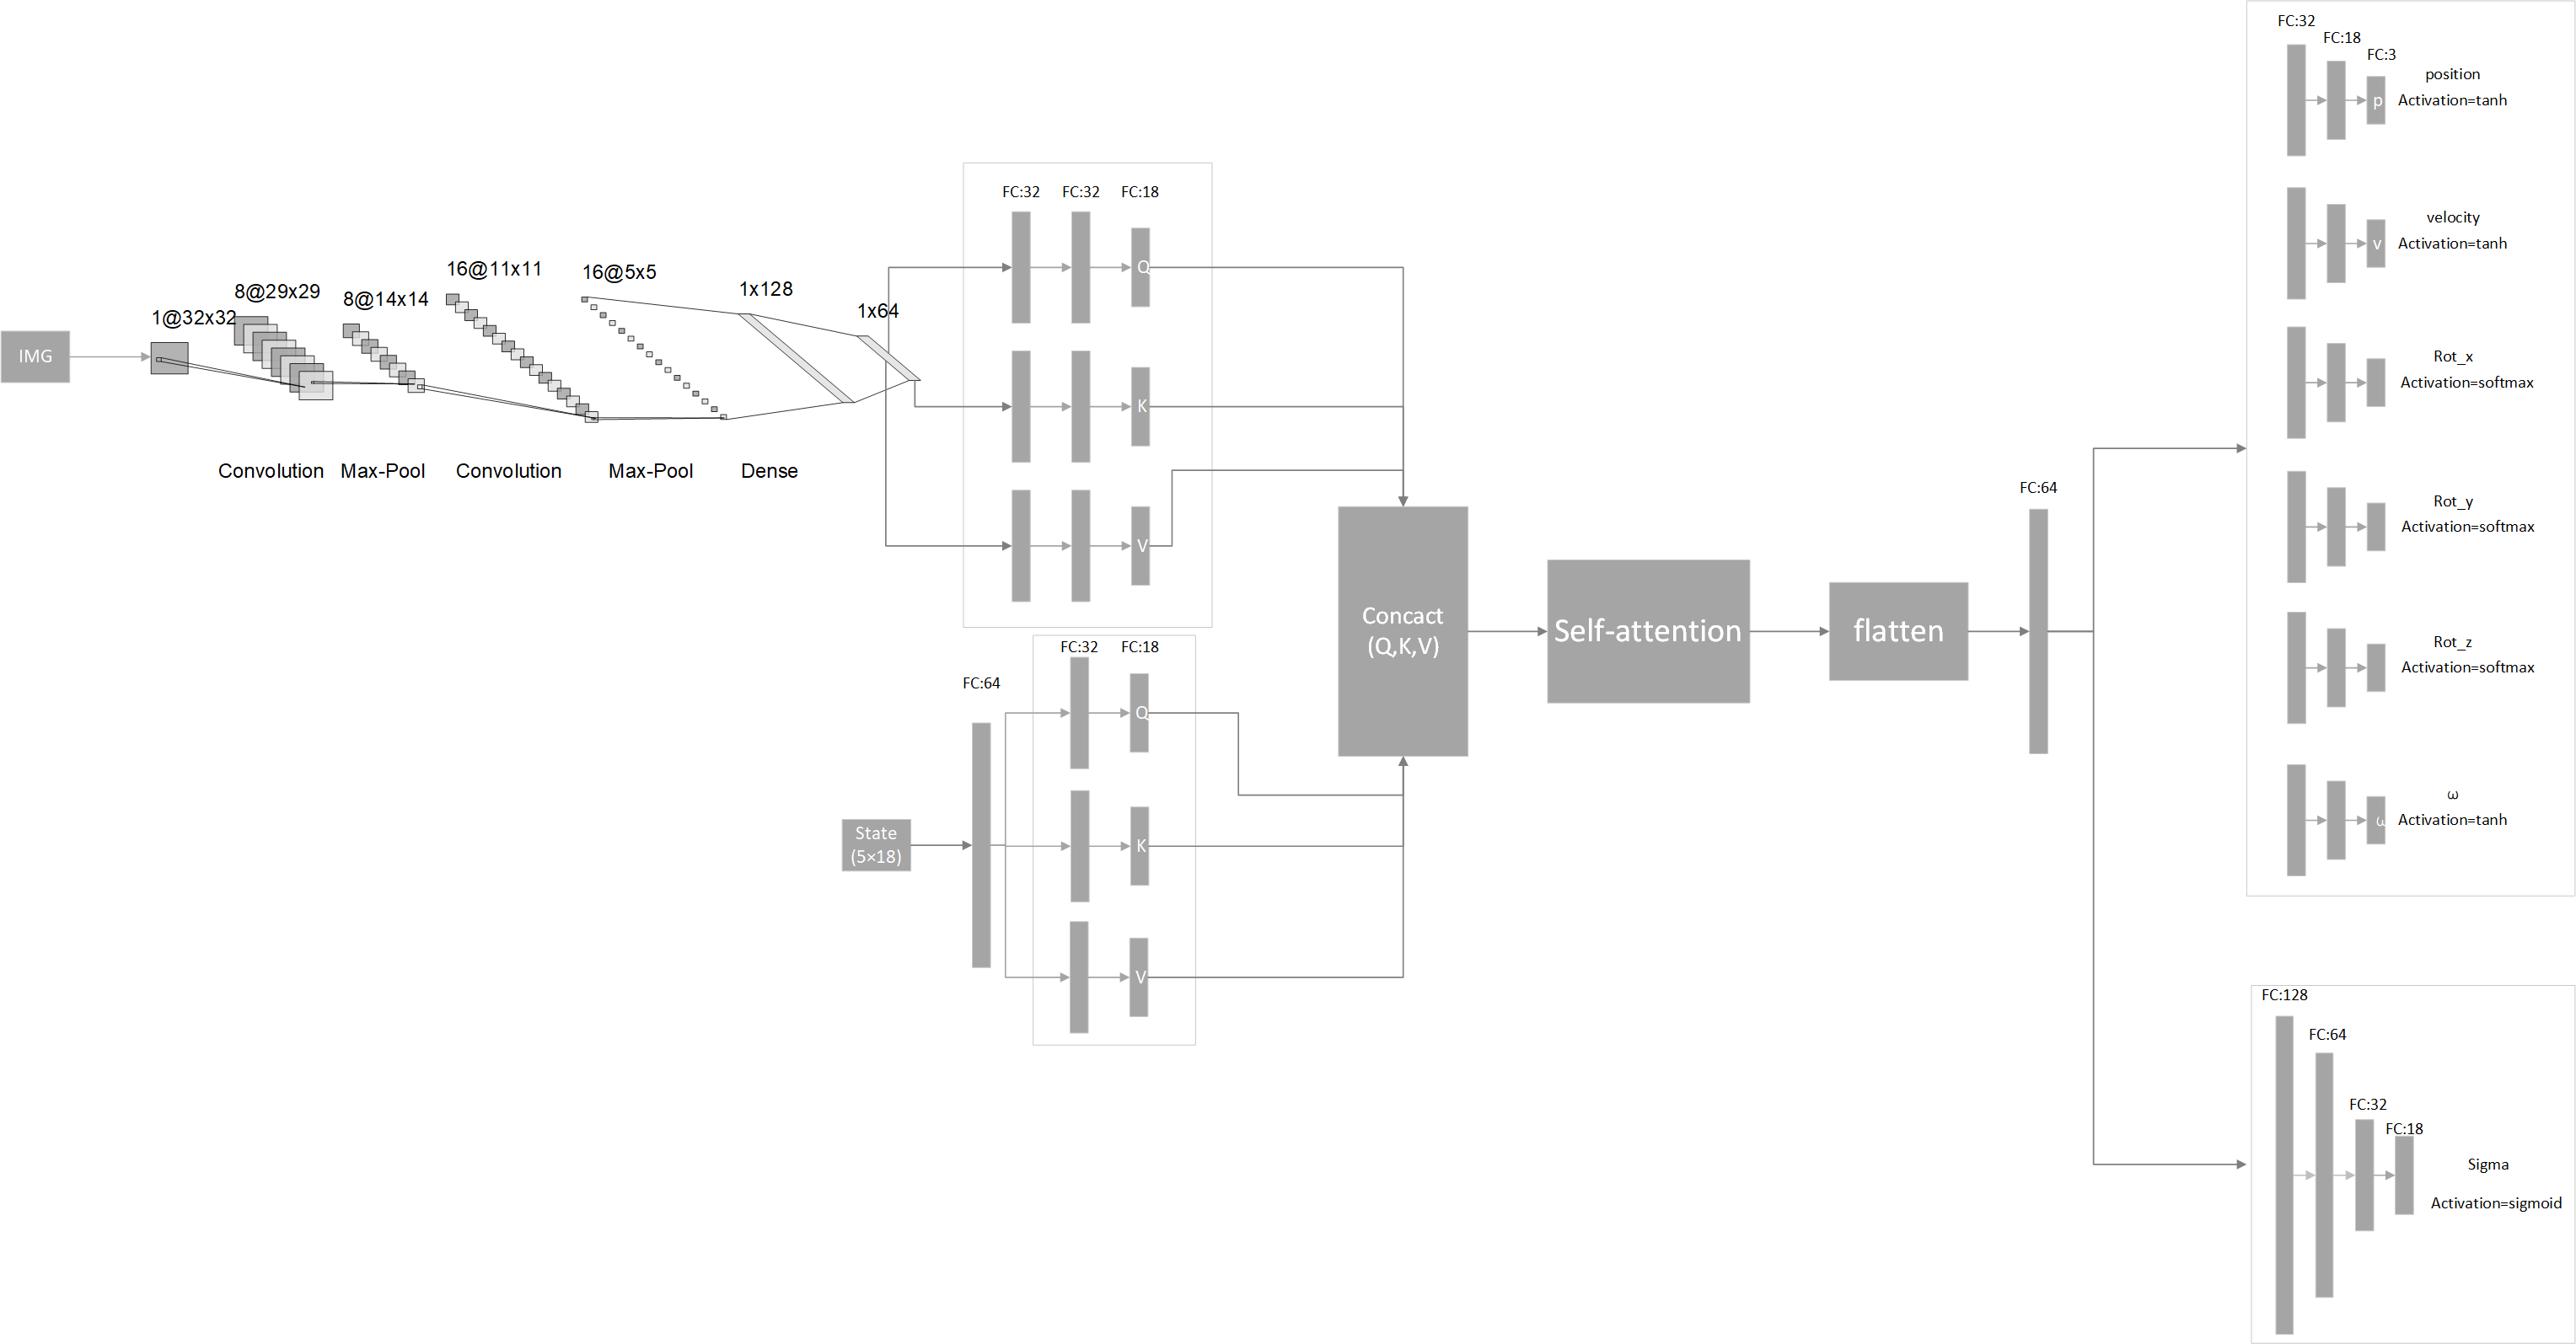 IMG
1@32x32
8@29x29
8@14x14
16@11x11
16@5x5
1x128
1x64
Convolution
Max-Pool
Convolution
Max-Pool
Dense
FC:32
FC:32
FC:18
Q
K
V
State
(5×18)
FC:64
FC:32
FC:18
Q
K
V
Concact
(Q,K,V)
Self-attention
flatten
FC:64
FC:32
FC:18
FC:3
p
position
Activation=tanh
v
velocity
Activation=tanh
Rot_x
Activation=softmax
Rot_y
Activation=softmax
Rot_z
Activation=softmax
ω
ω
Activation=tanh
FC:128
FC:64
FC:32
FC:18
Sigma
Activation=sigmoid